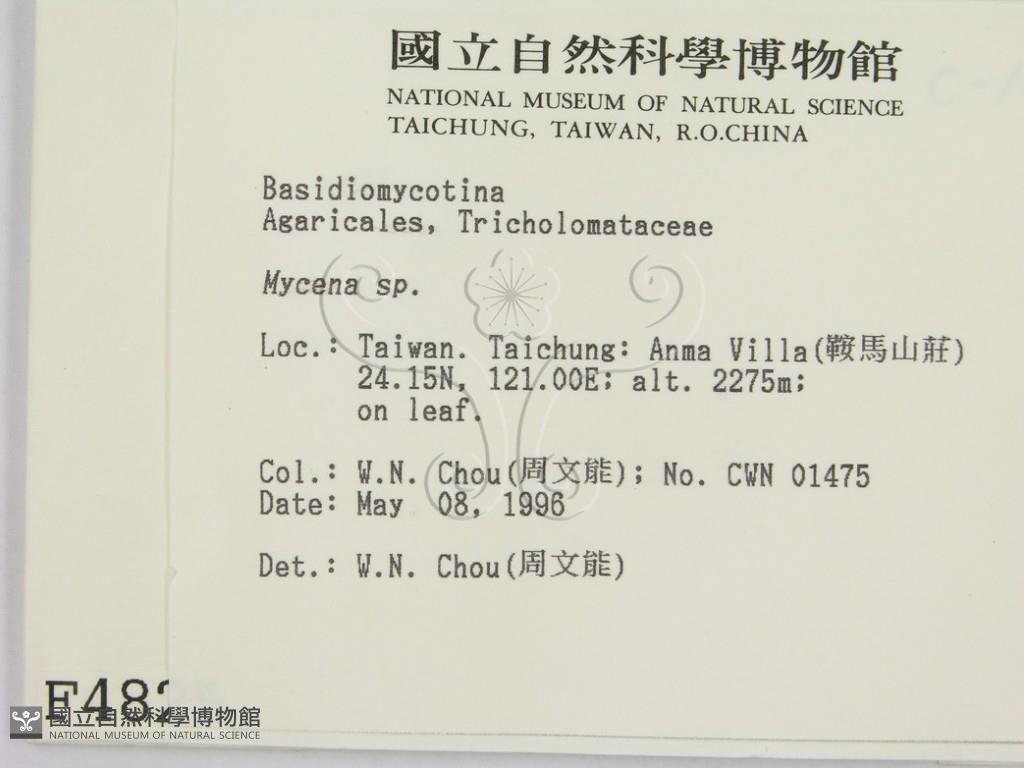 國立自然科學博物館
NATIONAL MUSEUM OF NATURAL SCIENCE
TAICHUNG, TAIWAN, R.O.CHINA
Basidiomycotina
Agaricales, Tricholomataceae
Mycena sp.
Loc.: Taiwan. Taichung: Anma Villa(鞍馬山莊)
24.15N, 121.00E; alt. 2275m;
on leaf.
Col.: W.N. Chou(周文能); No. CWN 01475
Date: May 08, 1996
Det.: W.N. Chou(周文能)
國立自然科學博物館
NATIONAL MUSEUM OF NATURAL SCIENCE